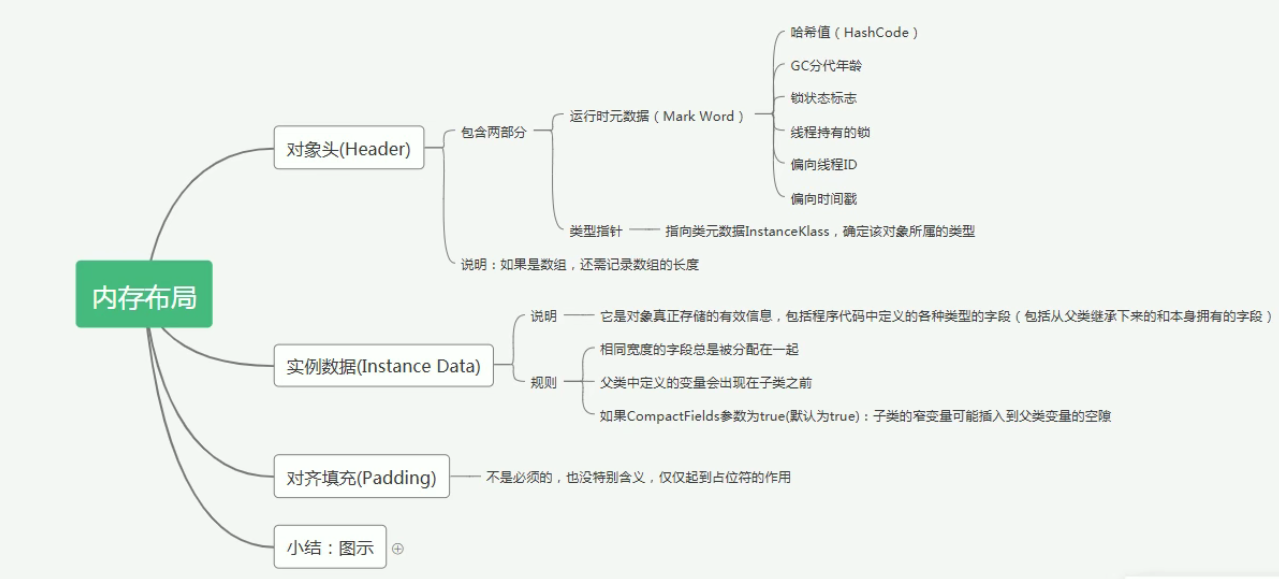 内存布局
对象头(Header)
包含两部分
运行时元数据（Mark Word）
哈希值（HashCode）
GC分代年龄
锁状态标志
线程持有的锁
偏向线程ID
偏向时间戳
类型指针
指向类元数据InstanceKlass，确定该对象所属的类型
说明：如果是数组，还需记录数组的长度
实例数据(Instance Data)
说明
它是对象真正存储的有效信息，包括程序代码中定义的各种类型的字段（包括从父类继承下来的和本身拥有的字段）
规则
相同宽度的字段总是被分配在一起
父类中定义的变量会出现在子类之前
如果CompactFields参数为true(默认为true)：子类的窄变量可能插入到父类变量的空隙
对齐填充(Padding)
不是必须的，也没特别含义，仅仅起到占位符的作用
小结：图示